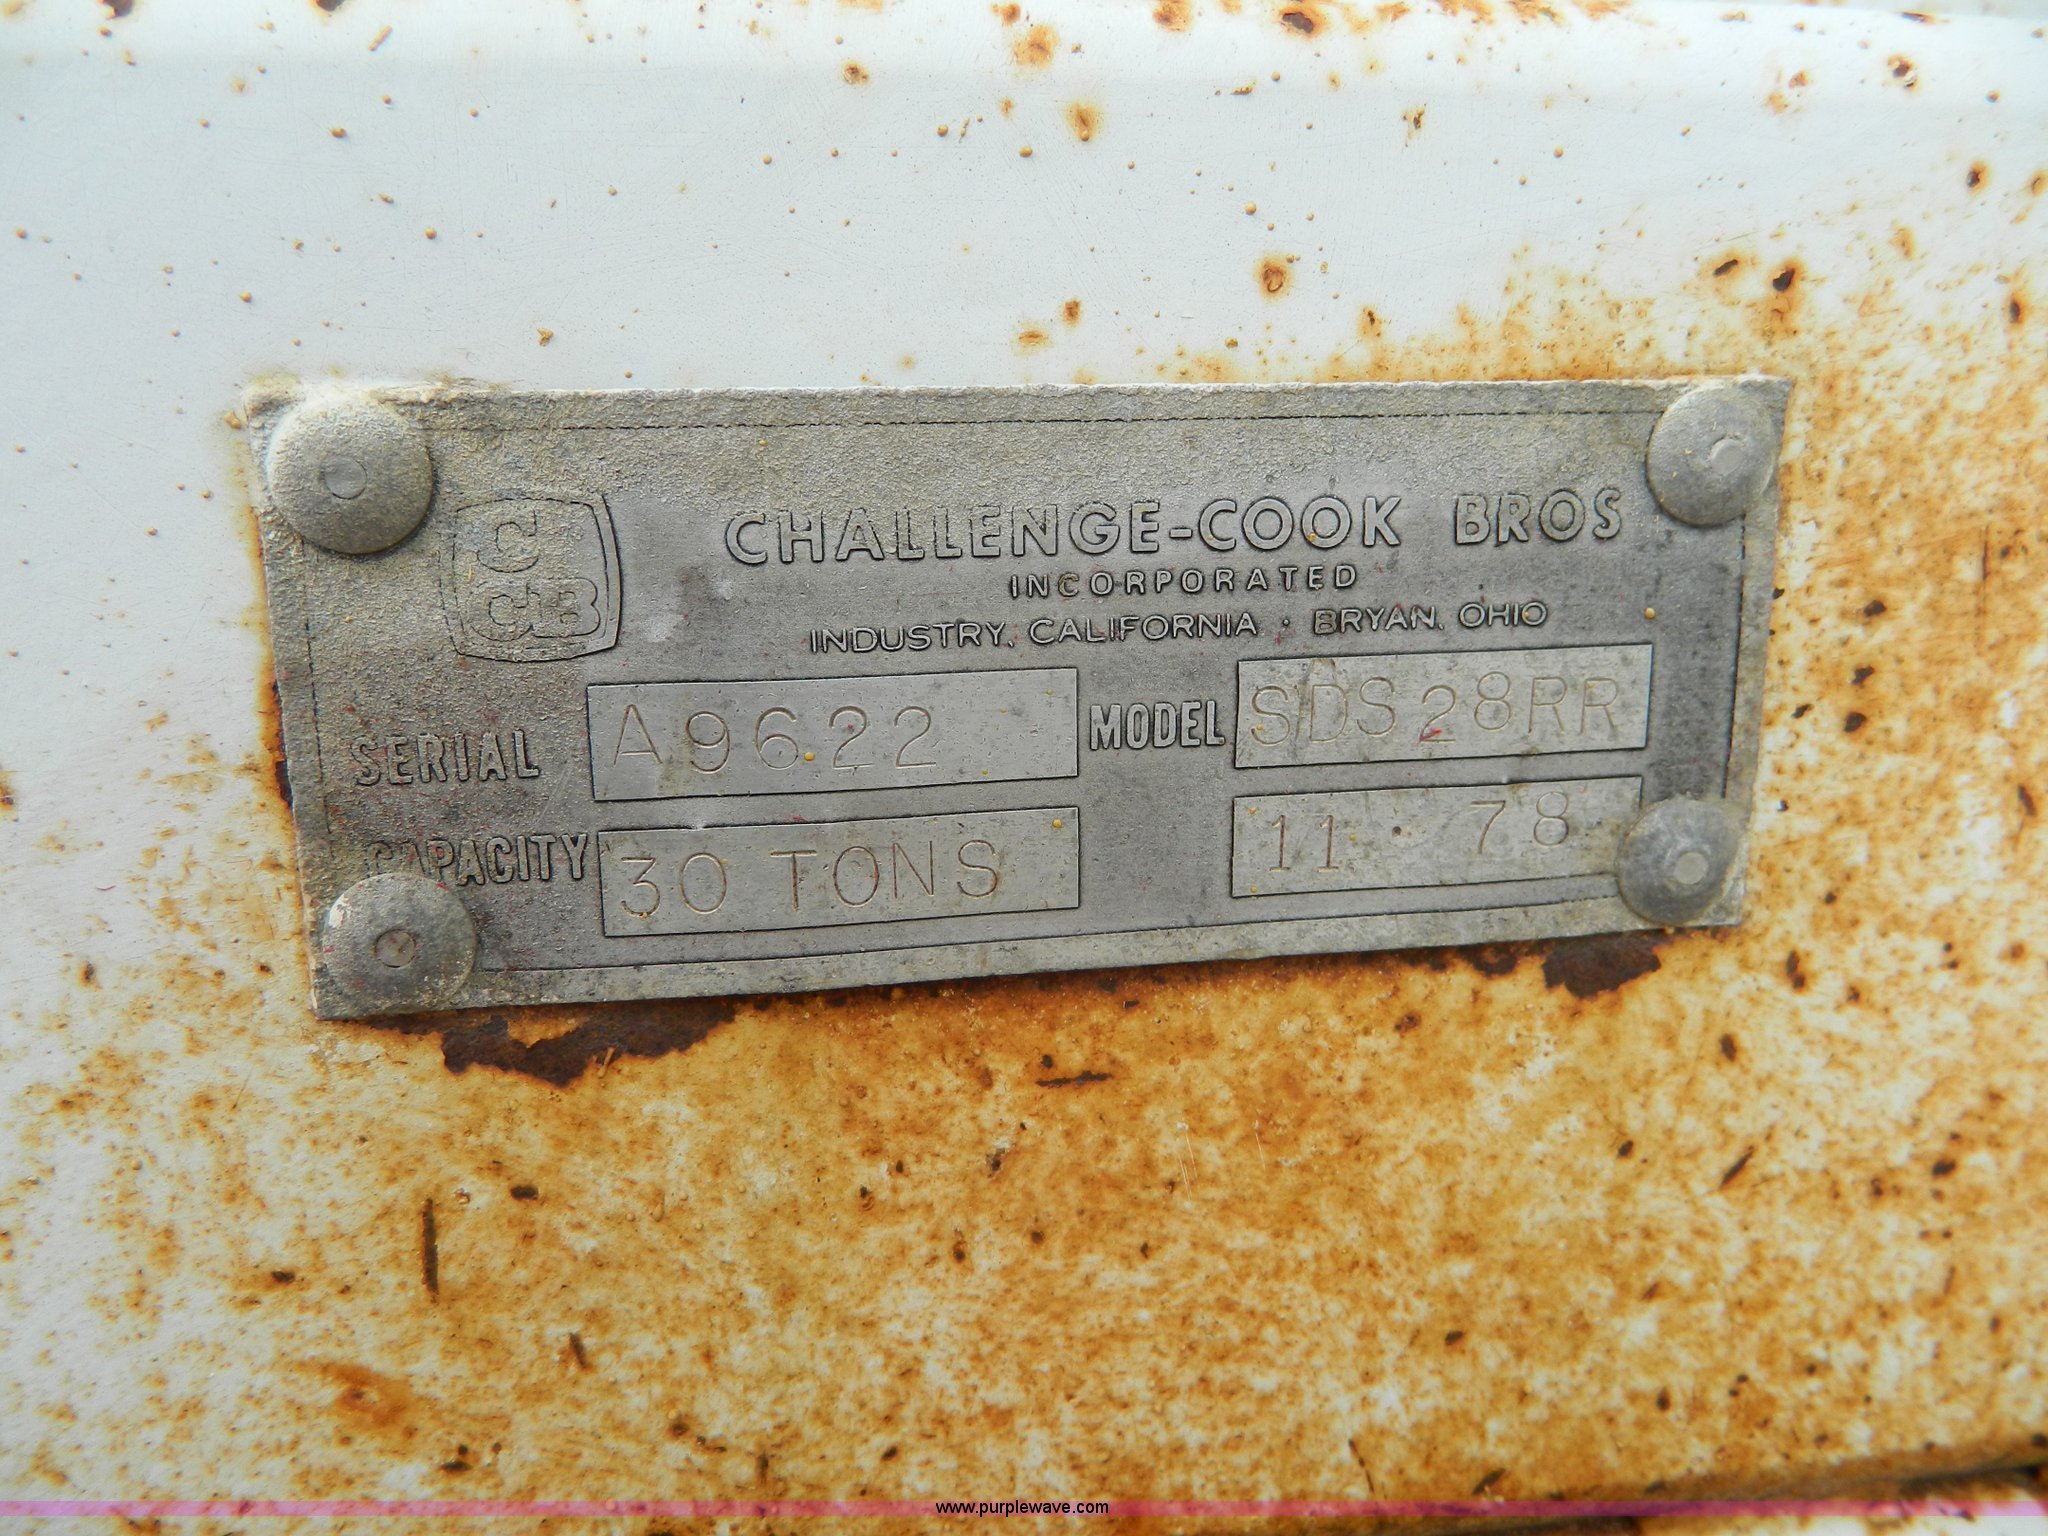 C
CB
CHALLENGE-COOK BROS
INCORPORATED
INDUSTRY, CALIFORNIA · BRYAN, OHIO
SERIAL A9622 MODEL SDS28RR
CAPACITY 30 TONS 11 78
www.purplewave.com